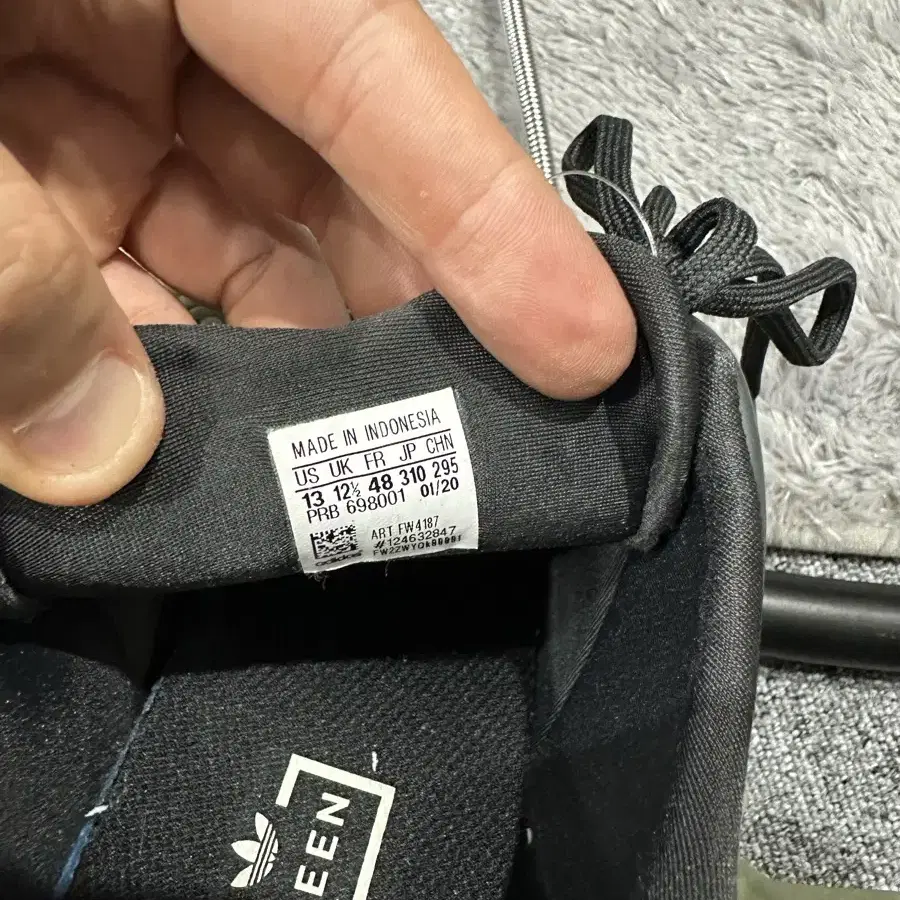 MADE IN INDONESIA
US UK FR JP CHN
13 12½ 48 310 295
PRB 698001 01/20
ART FW4187
#124632847
adidas
EEN